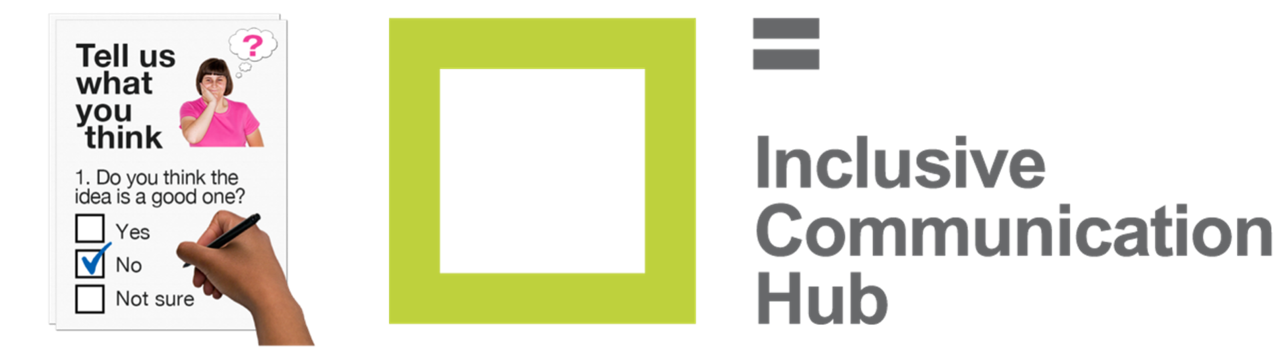 Tell us
what
you
think
?
1. Do you think the
idea is a good one?
Yes
No
Not sure
=
Inclusive
Communication
Hub